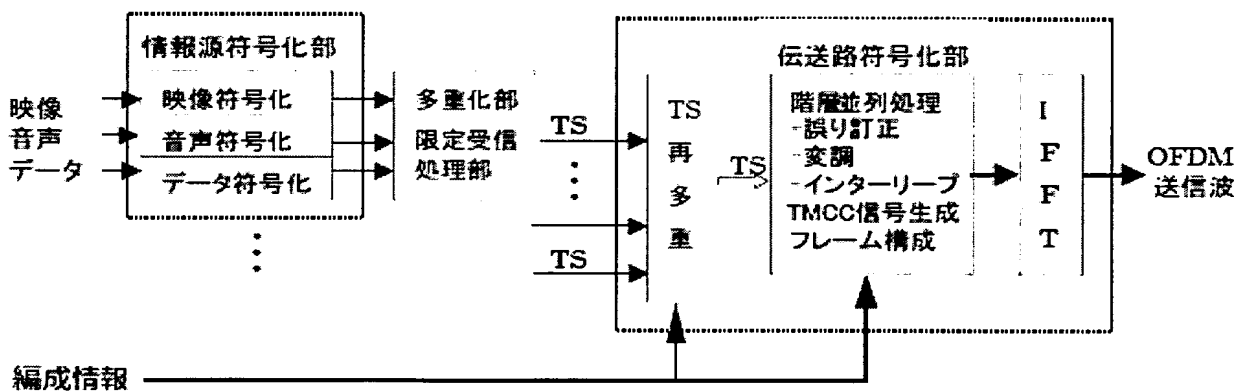 情報源符号化部
映像
音声
データ
映像符号化
音声符号化
データ符号化
多重化部
限定受信
処理部
TS
TS
伝送路符号化部
TS
再
多
重
TS
階層並列処理
-誤り訂正
-変調
-インターリーブ
TMCC信号生成
フレーム構成
I
F
F
T
OFDM
送信波
編成情報